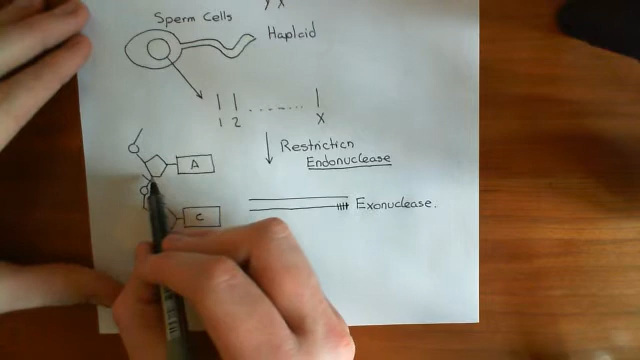 Y X
Sperm Cells
Haploid
1 2 X
Restriction
Endonuclease
A
Exonuclease.
C